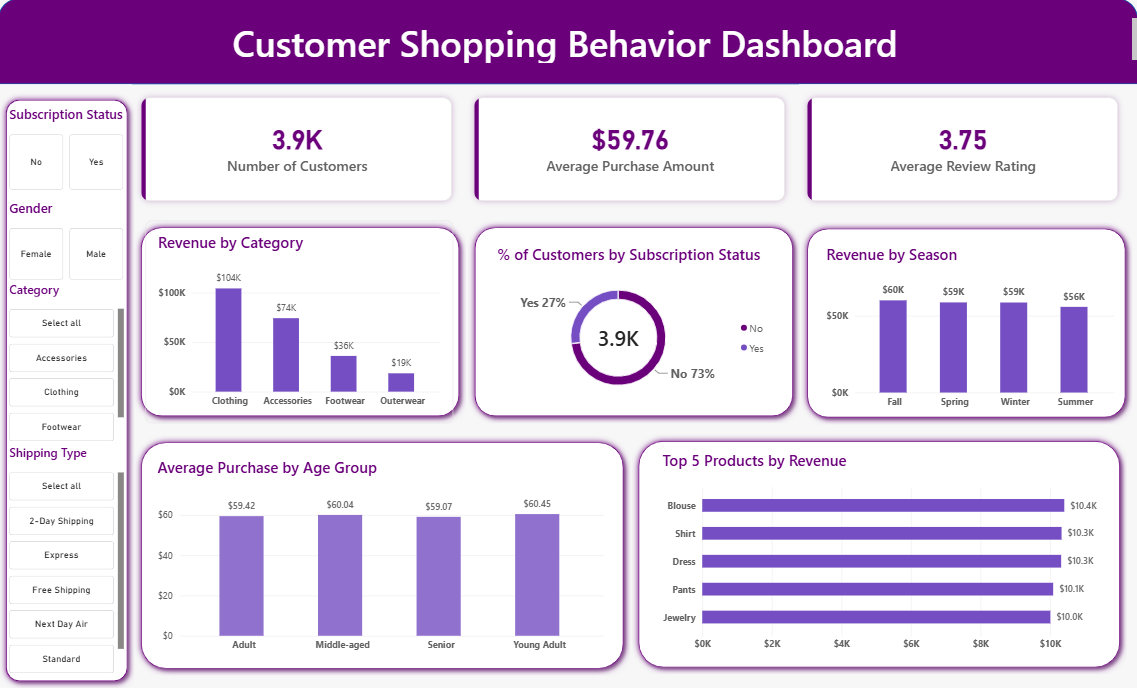 Customer Shopping Behavior Dashboard
Subscription Status
No
Yes
Gender
Female
Male
Category
Select all
Accessories
Clothing
Footwear
Shipping Type
Select all
2-Day Shipping
Express
Free Shipping
Next Day Air
Standard
3.9K
Number of Customers
$59.76
Average Purchase Amount
3.75
Average Review Rating
Revenue by Category
$100K
$50K
$0K
$104K
$74K
$36K
$19K
Clothing
Accessories
Footwear
Outerwear
% of Customers by Subscription Status
Yes 27%
3.9K
No 73%
No
Yes
Revenue by Season
$50K
$0K
$60K
$59K
$59K
$56K
Fall
Spring
Winter
Summer
Average Purchase by Age Group
$60
$40
$20
$0
$59.42
$60.04
$59.07
$60.45
Adult
Middle-aged
Senior
Young Adult
Top 5 Products by Revenue
Blouse
$10.4K
Shirt
$10.3K
Dress
$10.3K
Pants
$10.1K
Jewelry
$10.0K
$0K
$2K
$4K
$6K
$8K
$10K